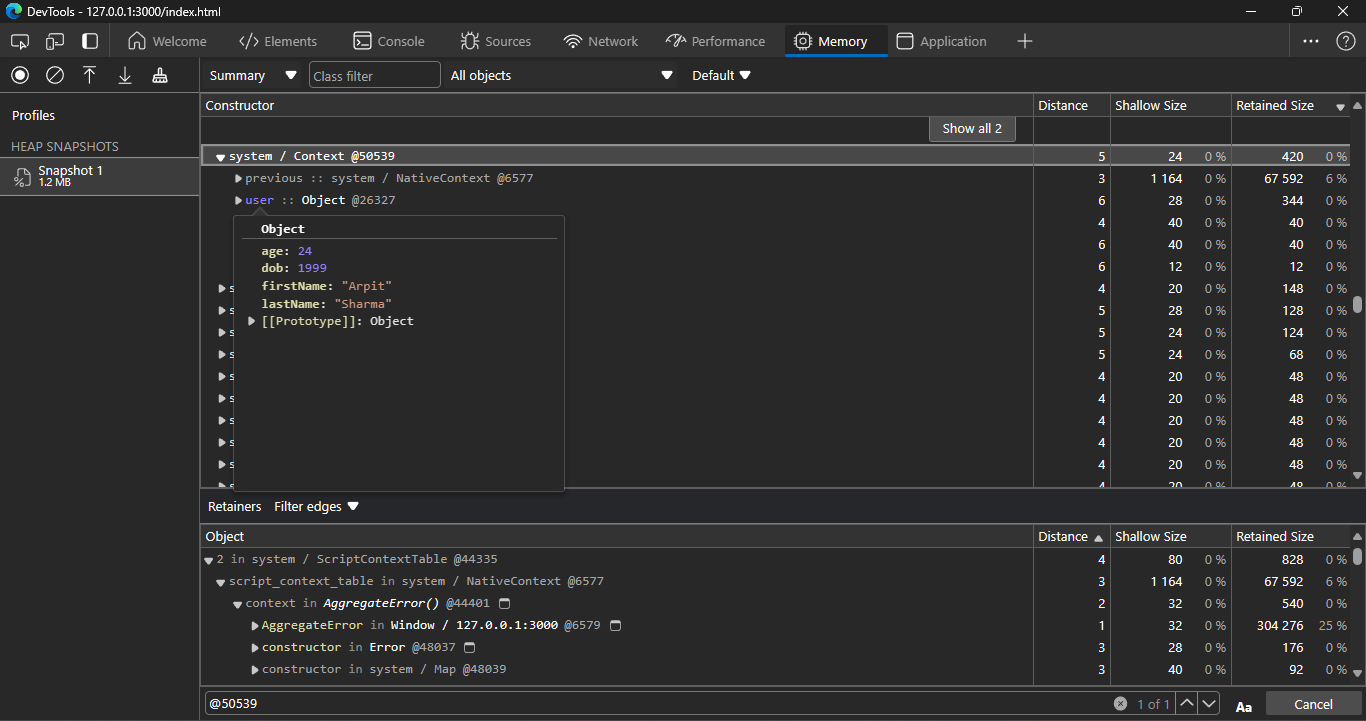 DevTools - 127.0.0.1:3000/index.html
Welcome </> Elements Console Sources Network Performance Memory Application
Summary Class filter All objects Default
Profiles
HEAP SNAPSHOTS
Snapshot 1
1.2 MB
Constructor Distance Shallow Size Retained Size
Show all 2
system / Context @50539 5 24 0 % 420 0 %
previous :: system / NativeContext @6577 3 1 164 0 % 67 592 6 %
user :: Object @26327 6 28 0 % 344 0 %
4 40 0 % 40 0 %
6 40 0 % 40 0 %
6 12 0 % 12 0 %
4 20 0 % 148 0 %
5 28 0 % 128 0 %
5 24 0 % 124 0 %
5 24 0 % 68 0 %
4 20 0 % 48 0 %
4 20 0 % 48 0 %
4 20 0 % 48 0 %
4 20 0 % 48 0 %
4 20 0 % 48 0 %
4 20 0 % 48 0 %
Object
age: 24
dob: 1999
firstName: "Arpit"
lastName: "Sharma"
[[Prototype]]: Object
Retainers Filter edges
Object Distance Shallow Size Retained Size
2 in system / ScriptContextTable @44335 4 80 0 % 828 0 %
script_context_table in system / NativeContext @6577 3 1 164 0 % 67 592 6 %
context in AggregateError() @44401 2 32 0 % 540 0 %
AggregateError in Window / 127.0.0.1:3000 @6579 1 32 0 % 304 276 25 %
constructor in Error @48037 3 28 0 % 176 0 %
constructor in system / Map @48039 3 40 0 % 92 0 %
@50539 1 of 1 Aa Cancel